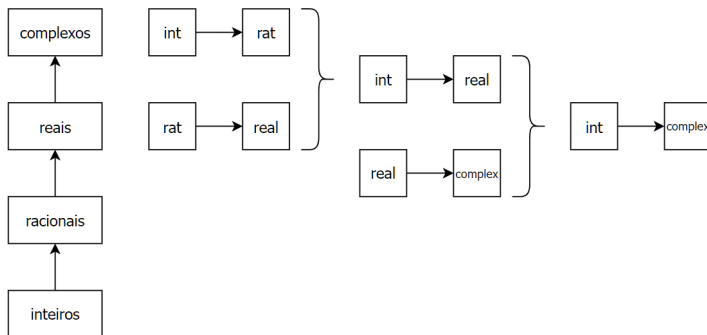 complexos
reais
racionais
inteiros
int
rat
rat
real
int
real
real
complex
int
complex